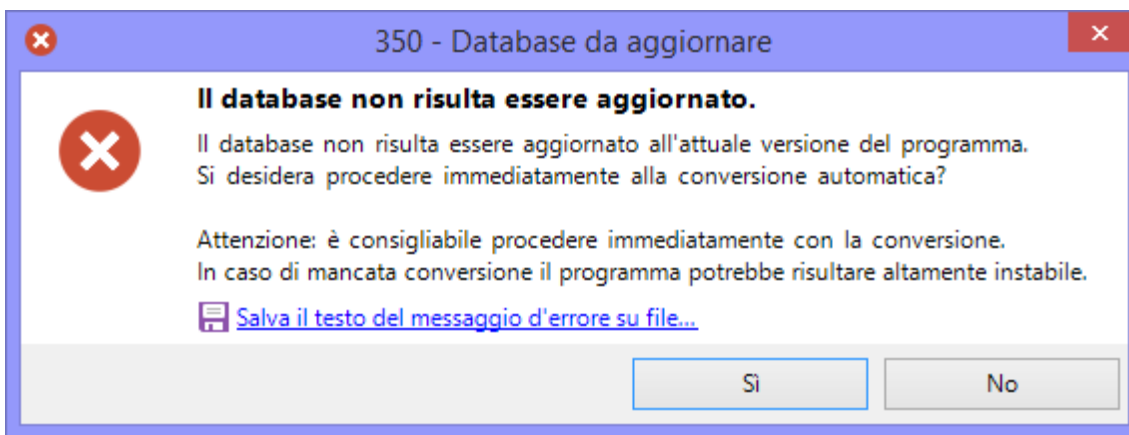 350 - Database da aggiornare
Il database non risulta essere aggiornato.
Il database non risulta essere aggiornato all'attuale versione del programma.
Si desidera procedere immediatamente alla conversione automatica?
Attenzione: è consigliabile procedere immediatamente con la conversione.
In caso di mancata conversione il programma potrebbe risultare altamente instabile.
Salva il testo del messaggio d'errore su file...
Sì
No